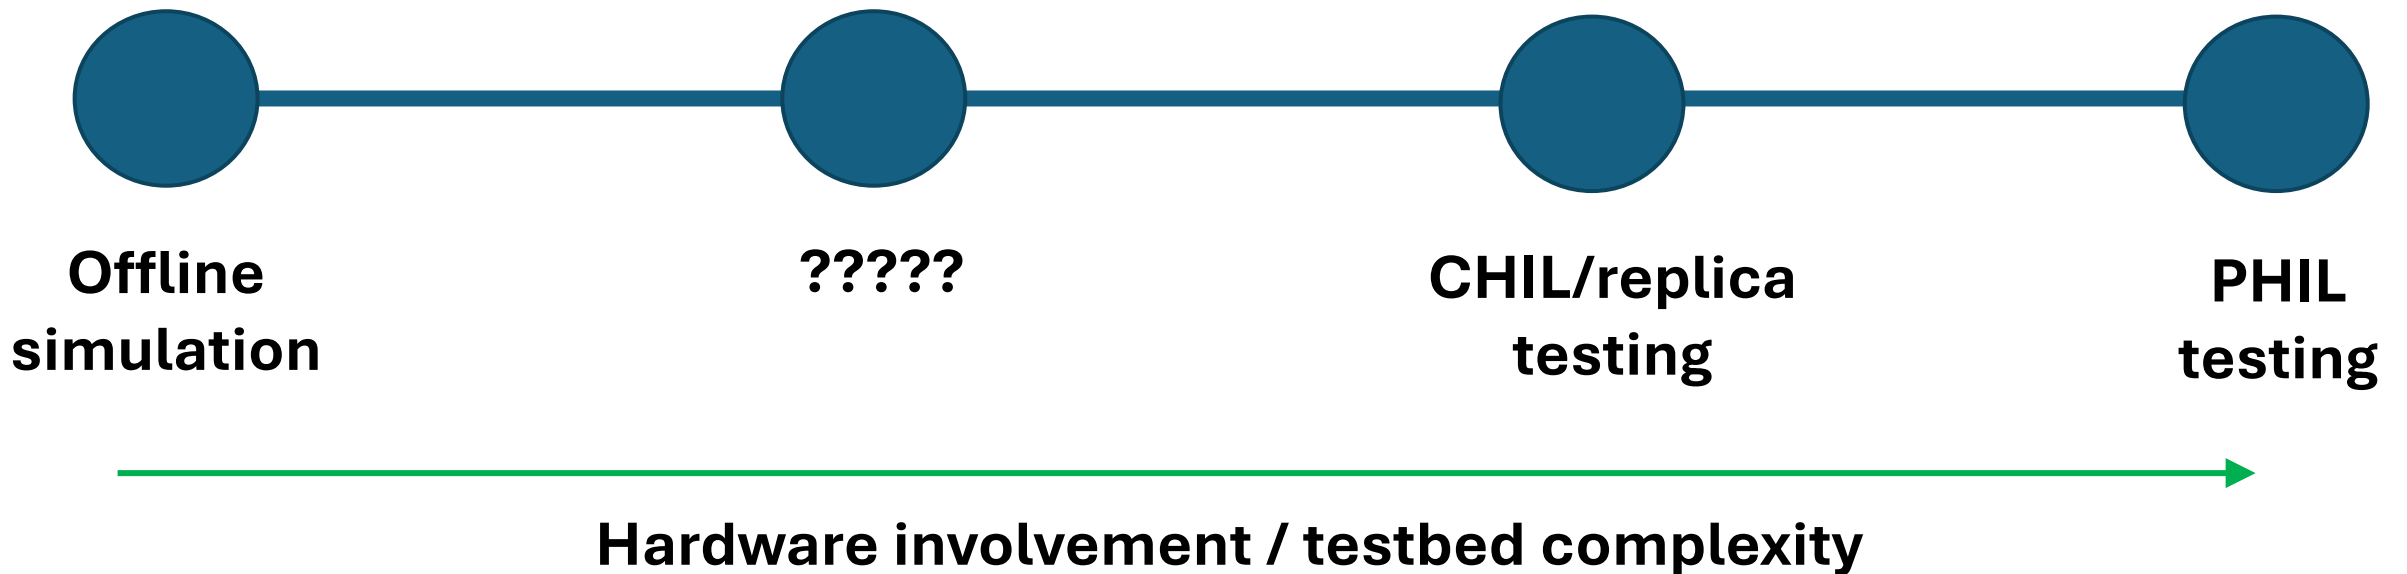 Offline
simulation
?????
CHIL/replica
testing
PHIL
testing
Hardware involvement / testbed complexity